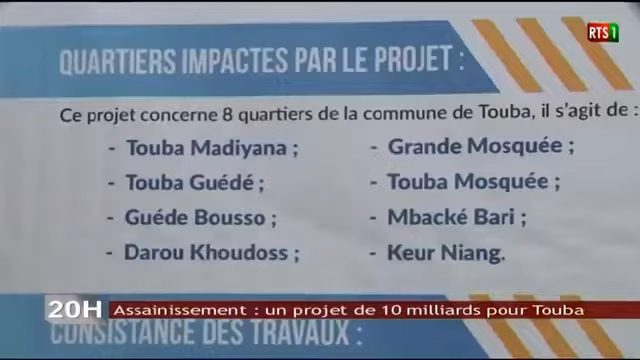 RTS1
QUARTIERS IMPACTES PAR LE PROJET :
Ce projet concerne 8 quartiers de la commune de Touba, il s'agit de :
- Touba Madiyana ;
- Touba Guédé ;
- Guéde Bousso ;
- Darou Khoudoss ;
- Grande Mosquée ;
- Touba Mosquée ;
- Mbacké Bari ;
- Keur Niang.
20H Assainissement : un projet de 10 milliards pour Touba
CONSISTANCE DES TRAVAUX :